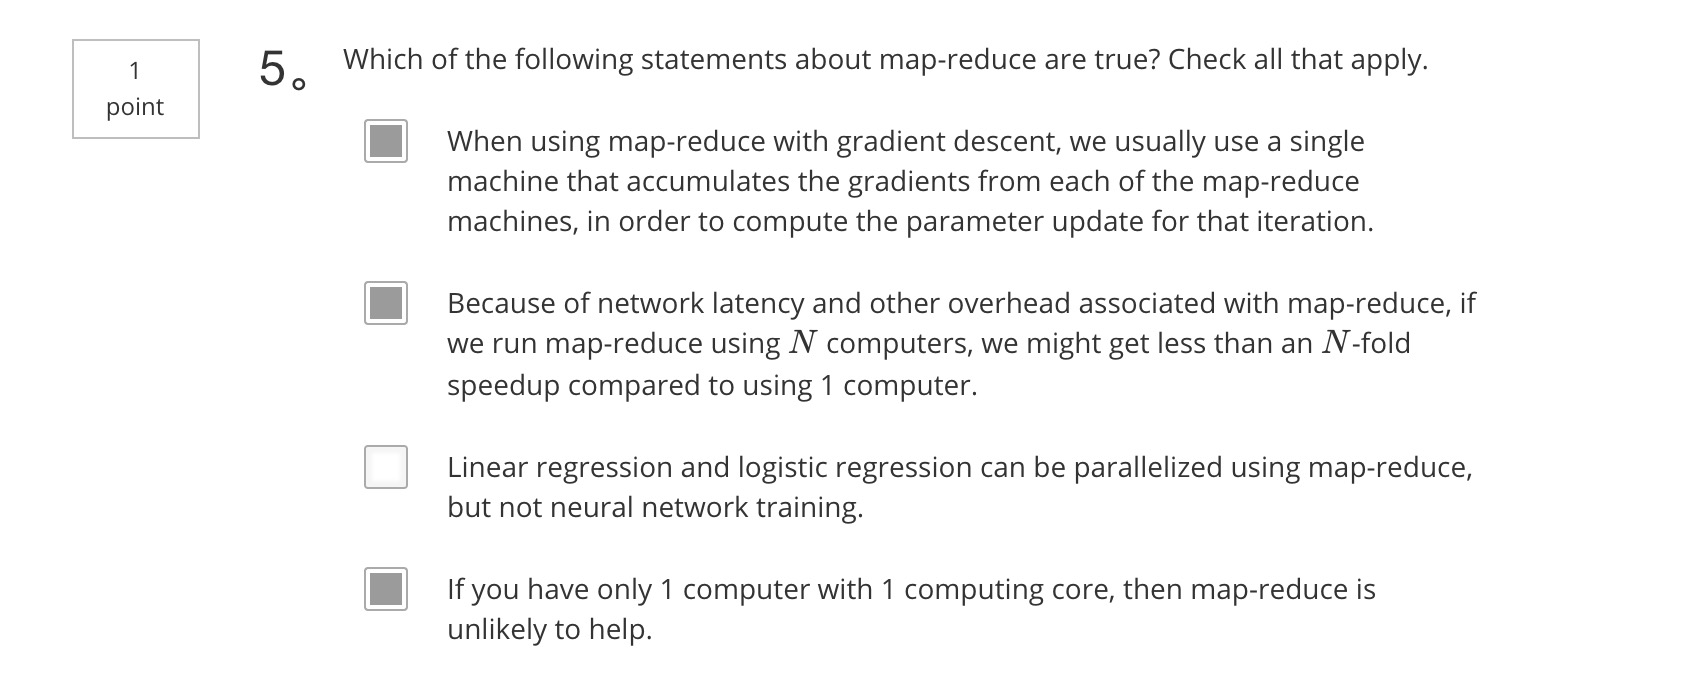 1
point
5。
Which of the following statements about map-reduce are true? Check all that apply.
When using map-reduce with gradient descent, we usually use a single
machine that accumulates the gradients from each of the map-reduce
machines, in order to compute the parameter update for that iteration.
Because of network latency and other overhead associated with map-reduce, if
we run map-reduce using N computers, we might get less than an N-fold
speedup compared to using 1 computer.
Linear regression and logistic regression can be parallelized using map-reduce,
but not neural network training.
If you have only 1 computer with 1 computing core, then map-reduce is
unlikely to help.